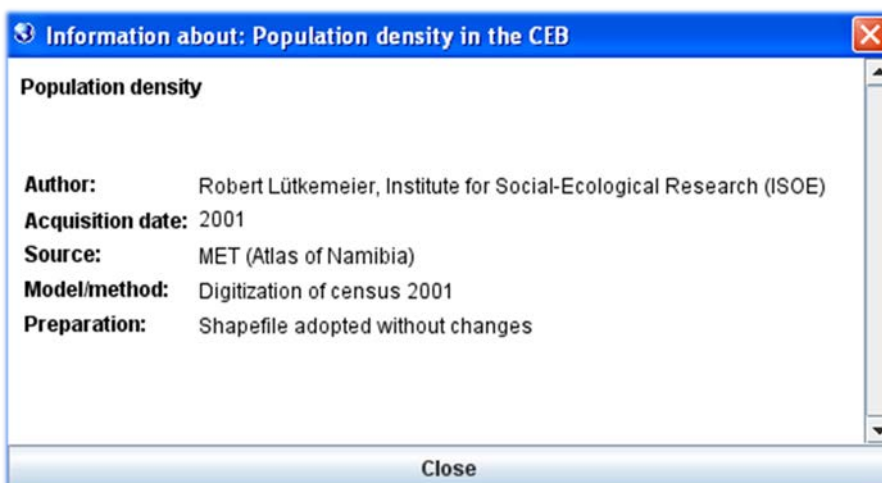 Information about: Population density in the CEB
Population density
Author: Robert Lütkemeier, Institute for Social-Ecological Research (ISOE)
Acquisition date: 2001
Source: MET (Atlas of Namibia)
Model/method: Digitization of census 2001
Preparation: Shapefile adopted without changes
Close